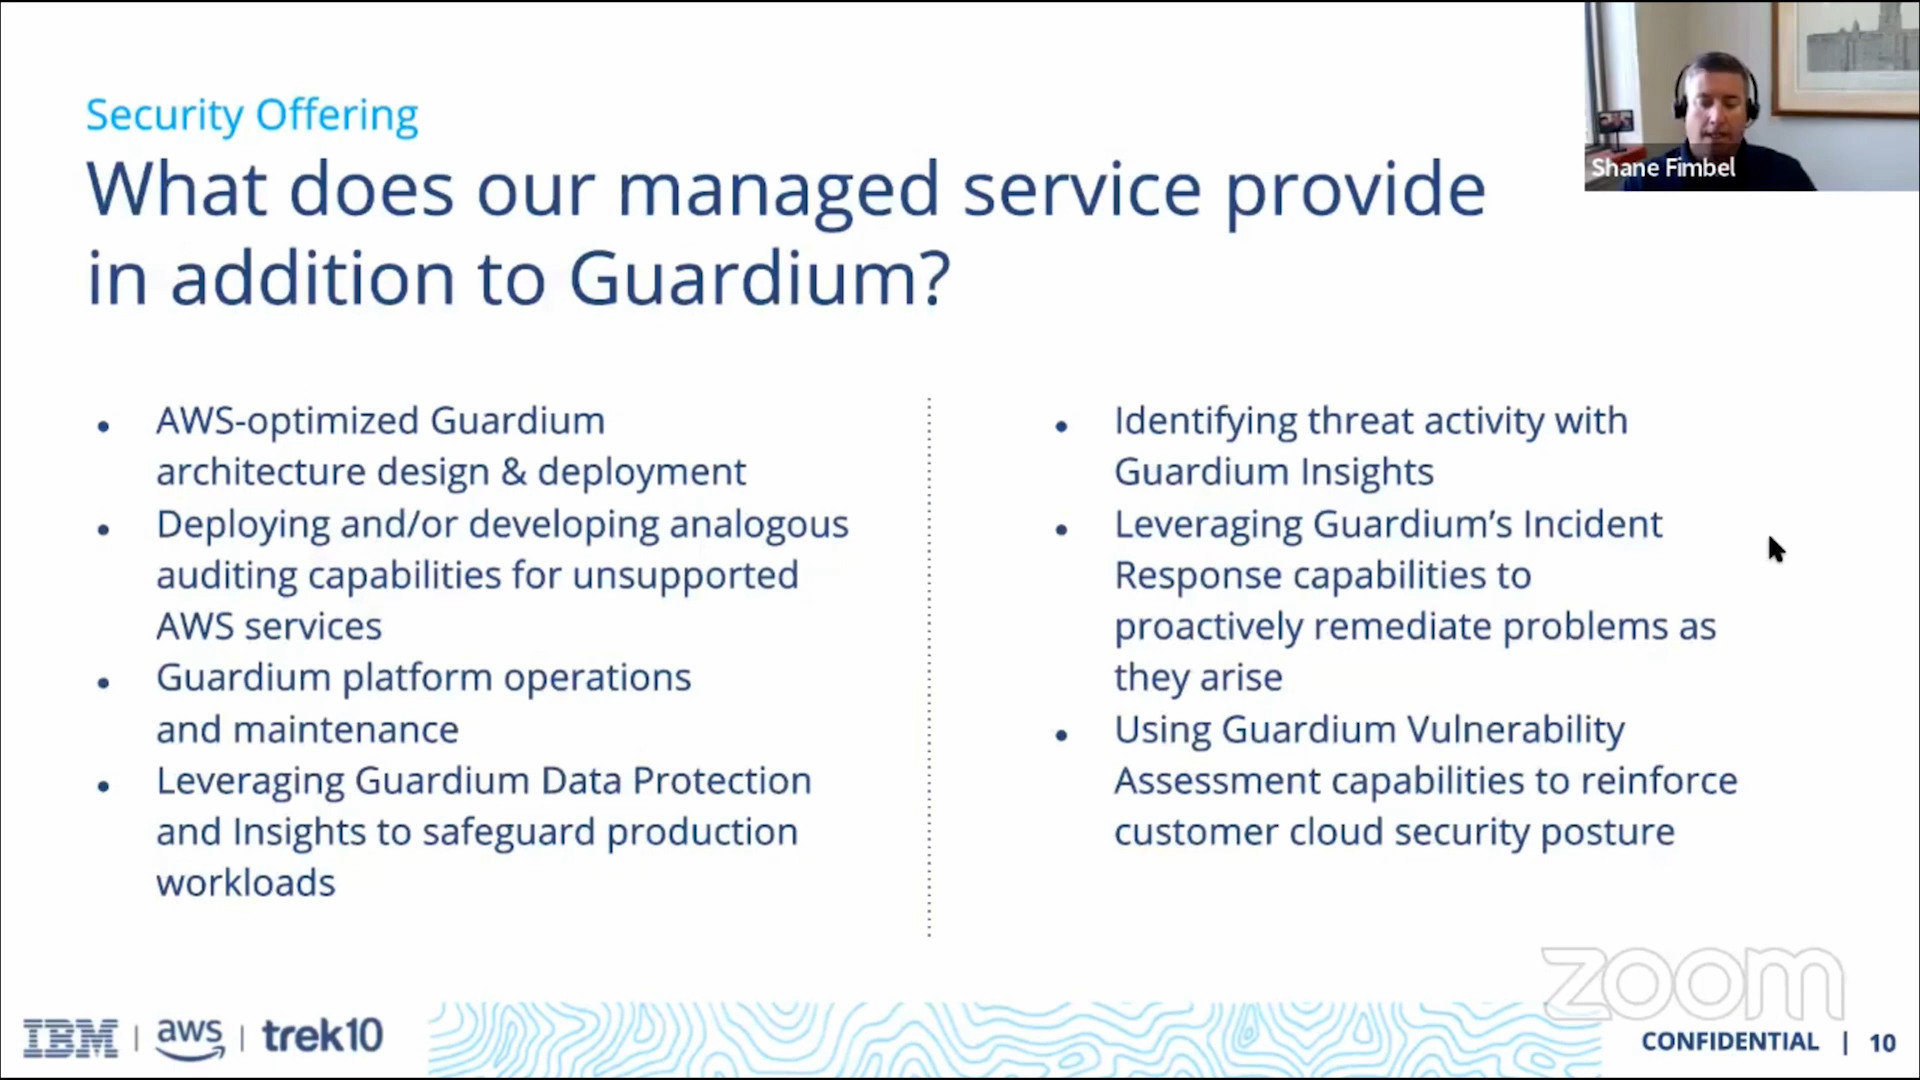 Security Offering
What does our managed service provide
in addition to Guardium?
Shane Fimbel
• AWS-optimized Guardium
architecture design & deployment
• Deploying and/or developing analogous
auditing capabilities for unsupported
AWS services
• Guardium platform operations
and maintenance
• Leveraging Guardium Data Protection
and Insights to safeguard production
workloads
• Identifying threat activity with
Guardium Insights
• Leveraging Guardium’s Incident
Response capabilities to
proactively remediate problems as
they arise
• Using Guardium Vulnerability
Assessment capabilities to reinforce
customer cloud security posture
zoom
IBM | aws | trek10
CONFIDENTIAL | 10